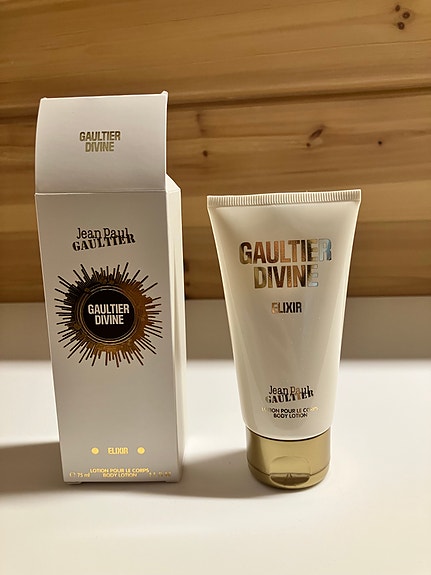 GAULTIER
DIVINE
Jean Paul
GAULTIER
GAULTIER
DIVINE
ELIXIR
LOTION POUR LE CORPS
BODY LOTION
75 ml
GAULTIER
DIVINE
ELIXIR
Jean Paul
GAULTIER
LOTION POUR LE CORPS
BODY LOTION